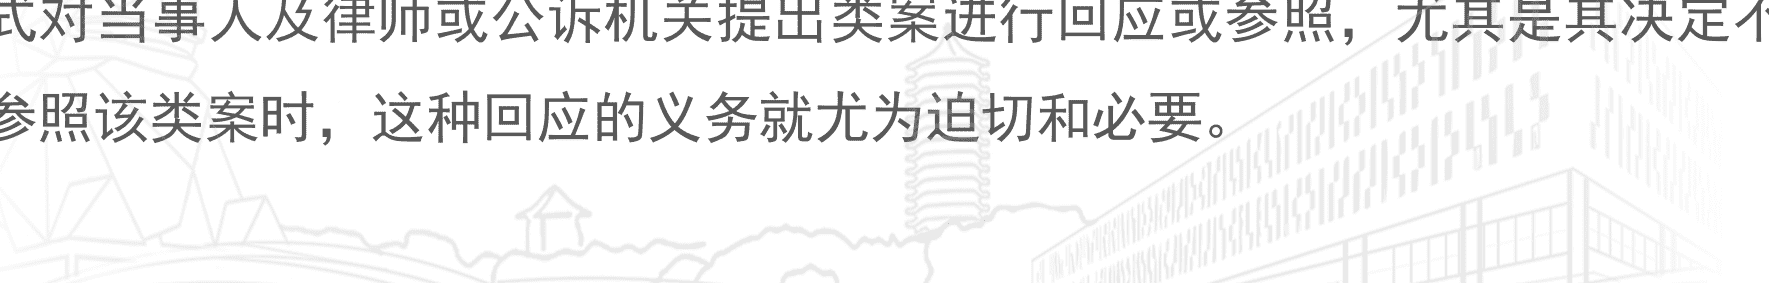 式对当事人及律师或公诉机关提出类案进行回应或参照，尤其是其决定不
参照该类案时，这种回应的义务就尤为迫切和必要。